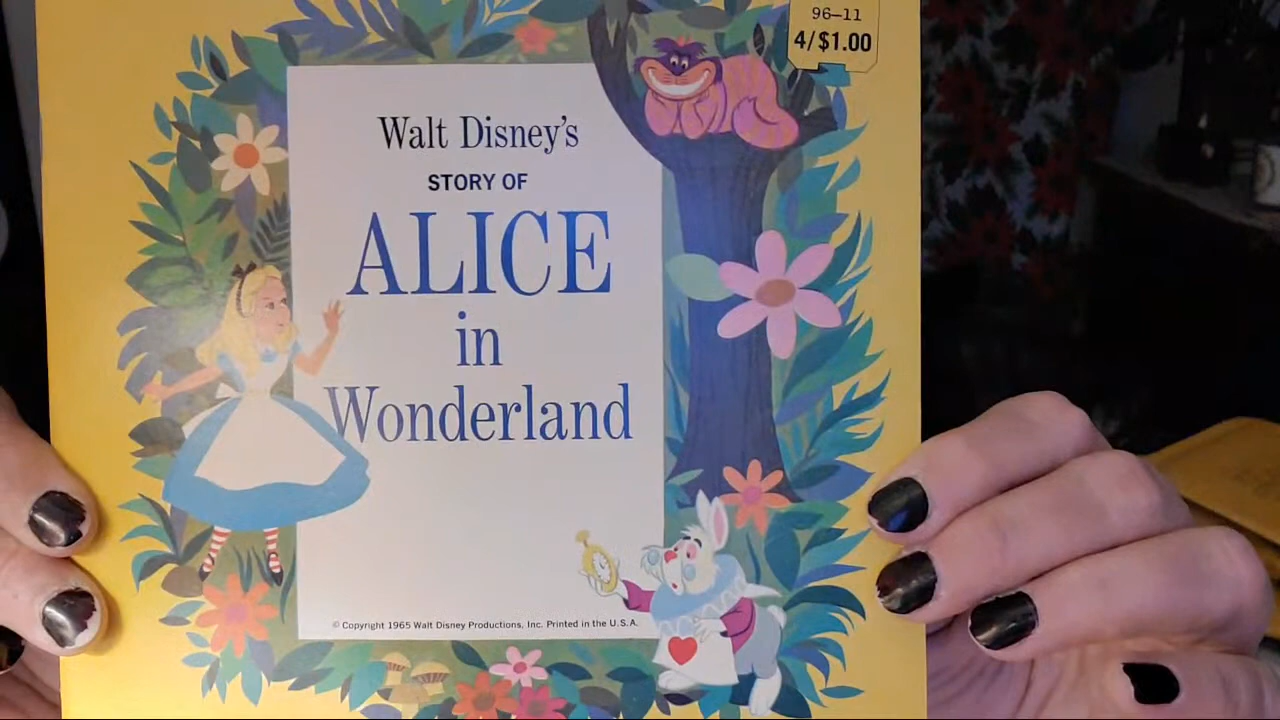 96-11
4/$1.00
Walt Disney's
STORY OF
ALICE
in
Wonderland
© Copyright 1965 Walt Disney Productions, Inc. Printed in the U.S.A.